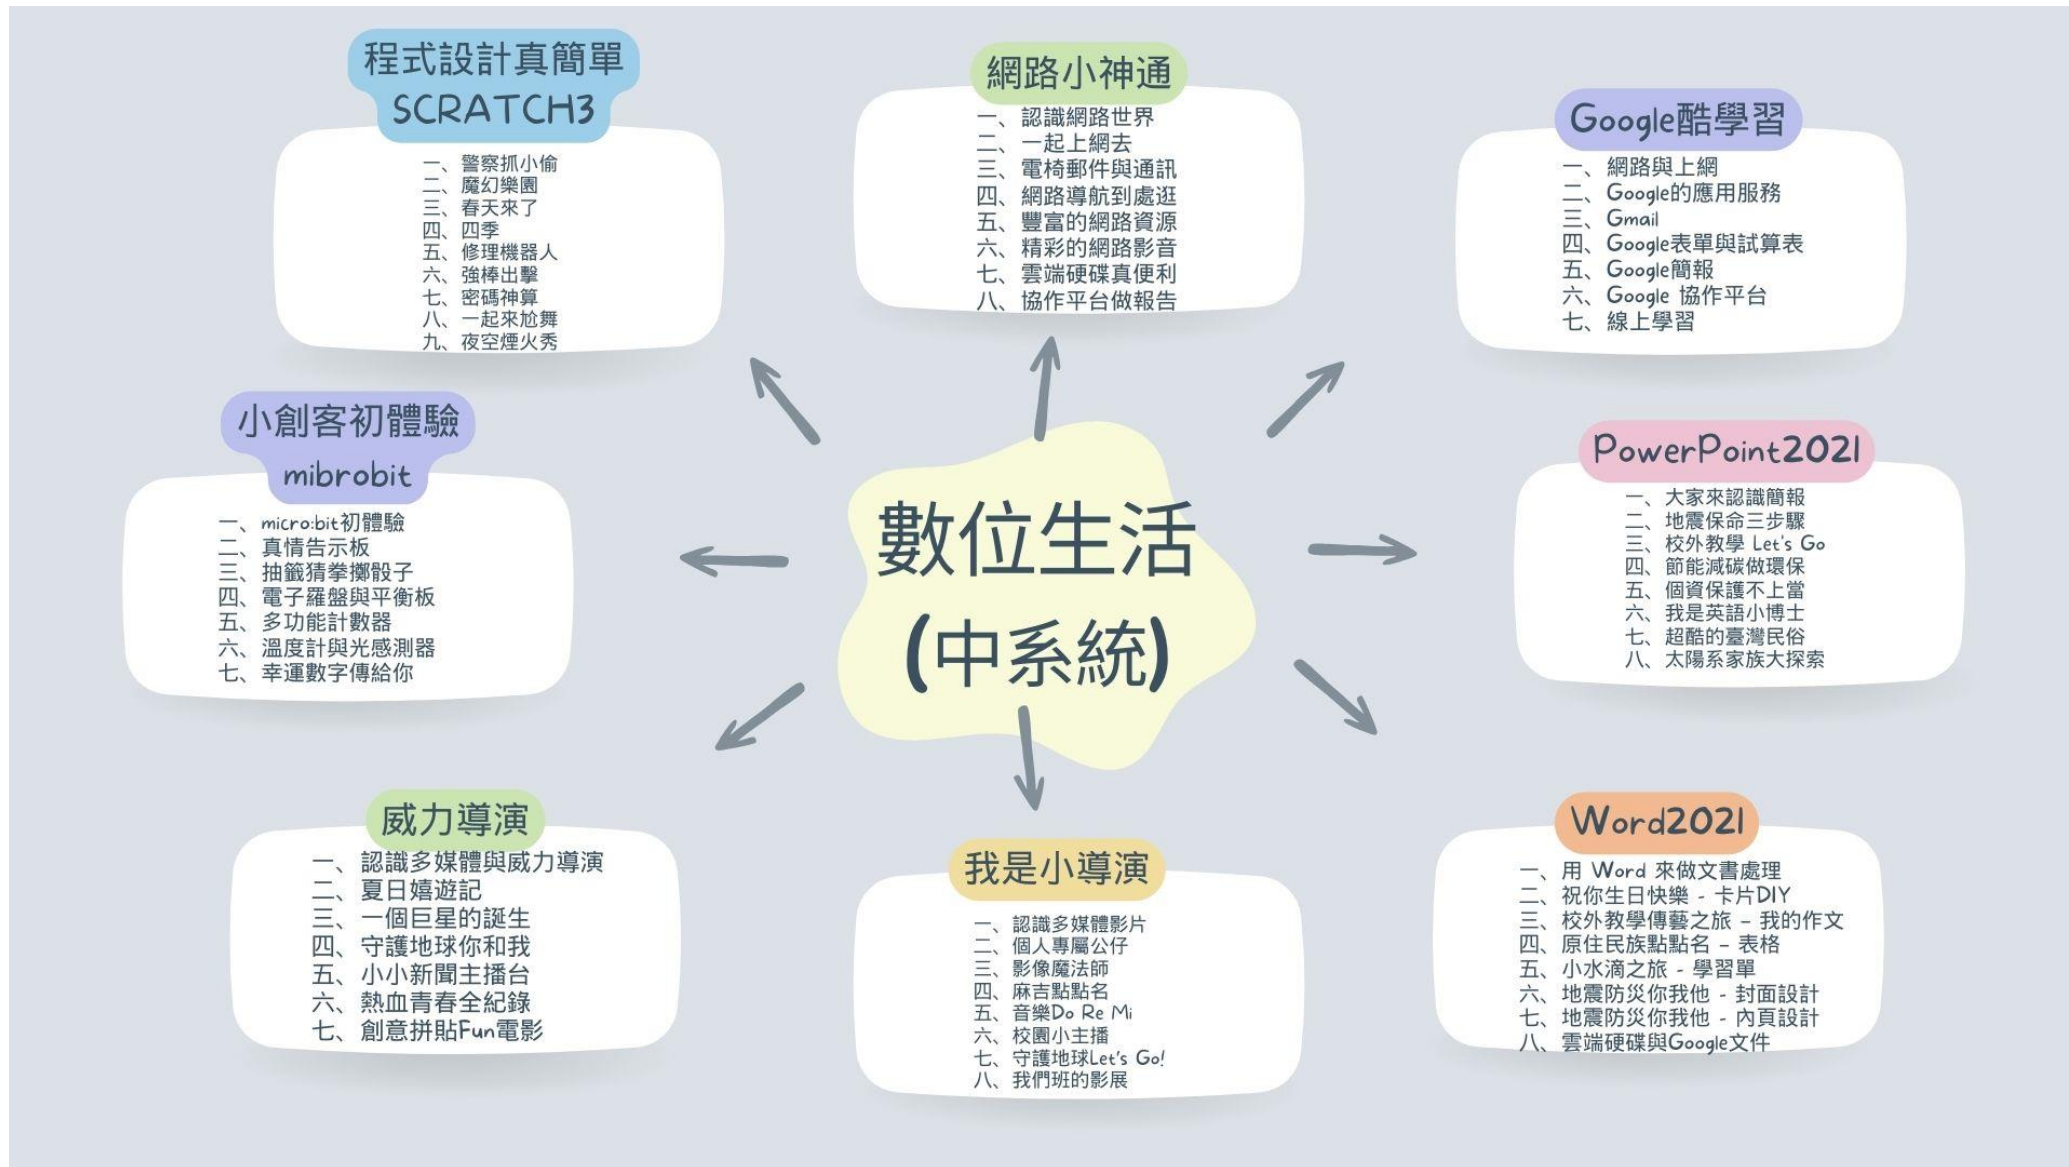 程式設計真簡單
SCRATCH3
一、警察抓小偷
二、魔幻樂園
三、春天來了
四、四季
五、修理機器人
六、強棒出擊
七、密碼神算
八、一起來尬舞
九、夜空煙火秀
網路小神通
一、認識網路世界
二、一起上網去
三、電椅郵件與通訊
四、網路導航到處逛
五、豐富的網路資源
六、精彩的網路影音
七、雲端硬碟真便利
八、協作平台做報告
Google酷學習
一、網路與上網
二、Google的應用服務
三、Gmail
四、Google表單與試算表
五、Google簡報
六、Google 協作平台
七、線上學習
小創客初體驗
mibrobit
一、micro:bit初體驗
二、真情告示板
三、抽籤猜拳擲骰子
四、電子羅盤與平衡板
五、多功能計數器
六、溫度計與光感測器
七、幸運數字傳給你
數位生活
(中系統)
PowerPoint2021
一、大家來認識簡報
二、地震保命三步驟
三、校外教學 Let's Go
四、節能減碳做環保
五、個資保護不上當
六、我是英語小博士
七、超酷的臺灣民俗
八、太陽系家族大探索
威力導演
一、認識多媒體與威力導演
二、夏日嬉遊記
三、一個巨星的誕生
四、守護地球你和我
五、小小新聞主播台
六、熱血青春全紀錄
七、創意拼貼Fun電影
我是小導演
一、認識多媒體影片
二、個人專屬公仔
三、影像魔法師
四、麻吉點點名
五、音樂Do Re Mi
六、校園小主播
七、守護地球Let's Go!
八、我們班的影展
Word2021
一、用 Word 來做文書處理
二、祝你生日快樂 - 卡片DIY
三、校外教學傳藝之旅 – 我的作文
四、原住民族點點名 – 表格
五、小水滴之旅 - 學習單
六、地震防災你我他 - 封面設計
七、地震防災你我他 - 內頁設計
八、雲端硬碟與Google文件